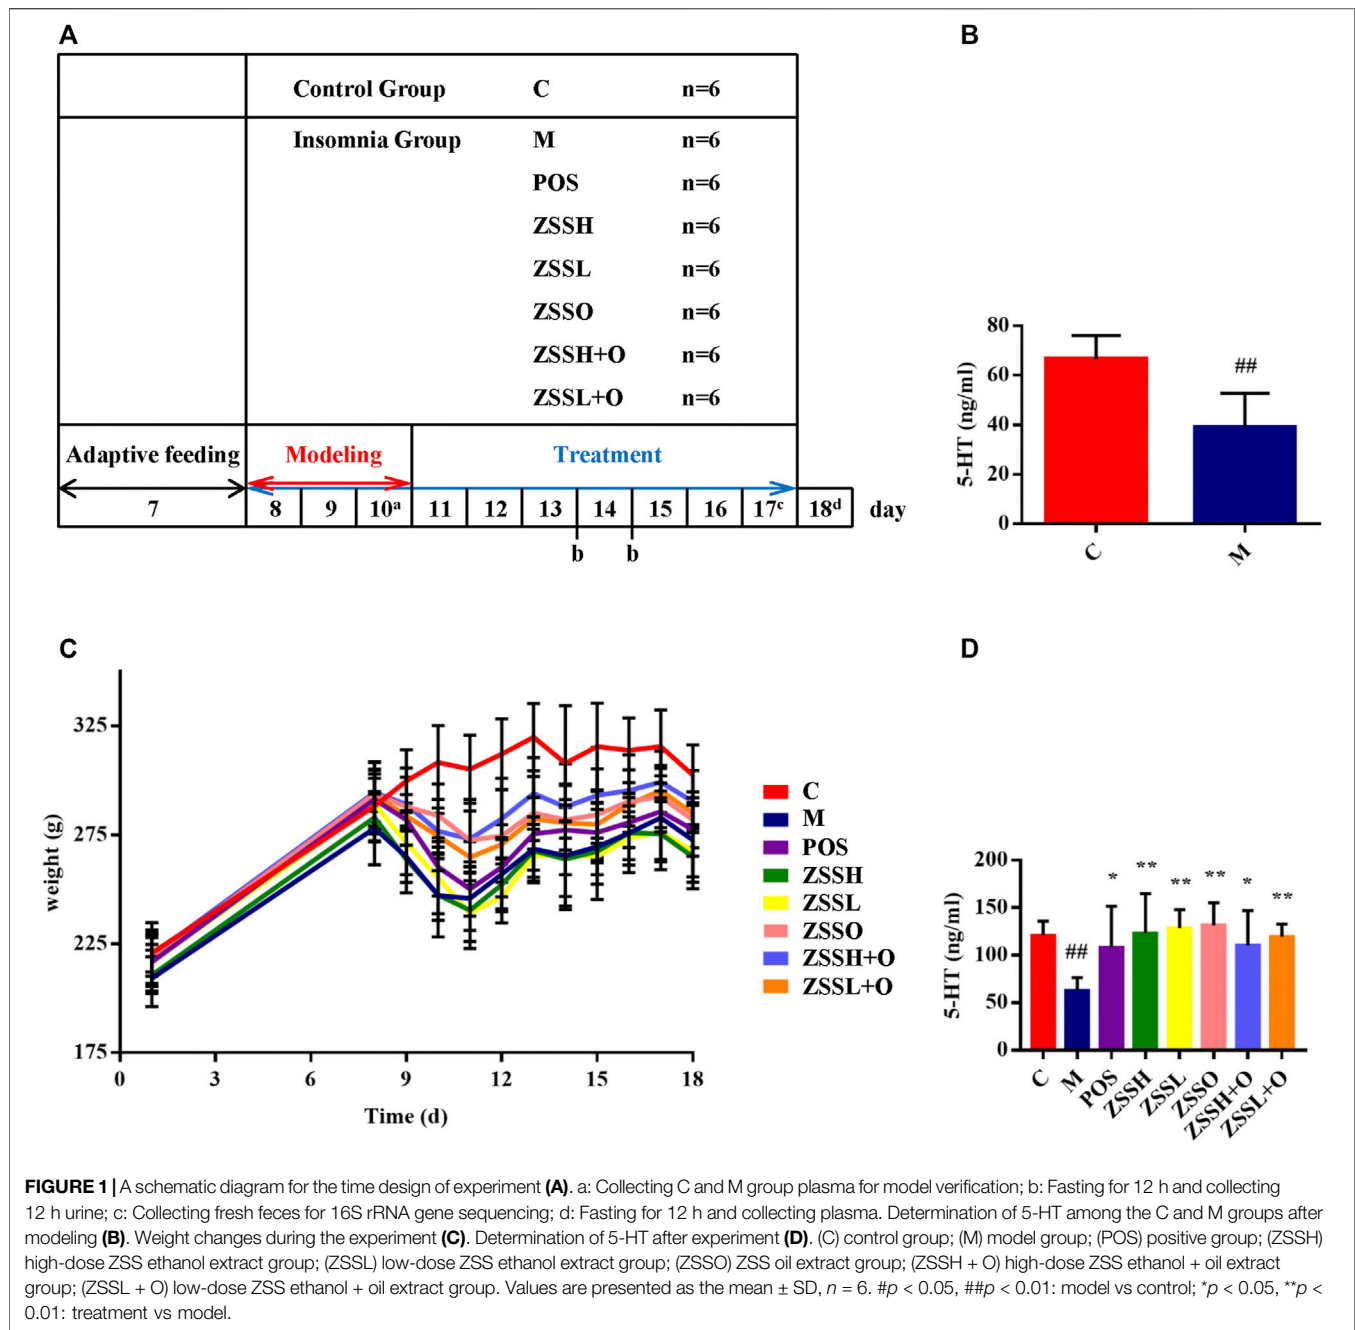 A
Control Group C n=6
Insomnia Group M n=6
POS n=6
ZSSH n=6
ZSSL n=6
ZSSO n=6
ZSSH+O n=6
ZSSL+O n=6
Adaptive feeding Modeling Treatment
7 8 9 10a 11 12 13 14 15 16 17c 18d day
b b
B
5-HT (ng/ml)
80
60
40
20
0
##
C M
C
weight (g)
325
275
225
175
0 3 6 9 12 15 18
Time (d)
C
M
POS
ZSSH
ZSSL
ZSSO
ZSSH+O
ZSSL+O
D
5-HT (ng/ml)
200
150
100
50
0
## * ** ** ** * **
C M POS ZSSH ZSSL ZSSO ZSSH+O ZSSL+O
FIGURE 1 | A schematic diagram for the time design of experiment (A). a: Collecting C and M group plasma for model verification; b: Fasting for 12 h and collecting
12 h urine; c: Collecting fresh feces for 16S rRNA gene sequencing; d: Fasting for 12 h and collecting plasma. Determination of 5-HT among the C and M groups after
modeling (B). Weight changes during the experiment (C). Determination of 5-HT after experiment (D). (C) control group; (M) model group; (POS) positive group; (ZSSH)
high-dose ZSS ethanol extract group; (ZSSL) low-dose ZSS ethanol extract group; (ZSSO) ZSS oil extract group; (ZSSH + O) high-dose ZSS ethanol + oil extract
group; (ZSSL + O) low-dose ZSS ethanol + oil extract group. Values are presented as the mean ± SD, n = 6. #p < 0.05, ##p < 0.01: model vs control; *p < 0.05, **p <
0.01: treatment vs model.